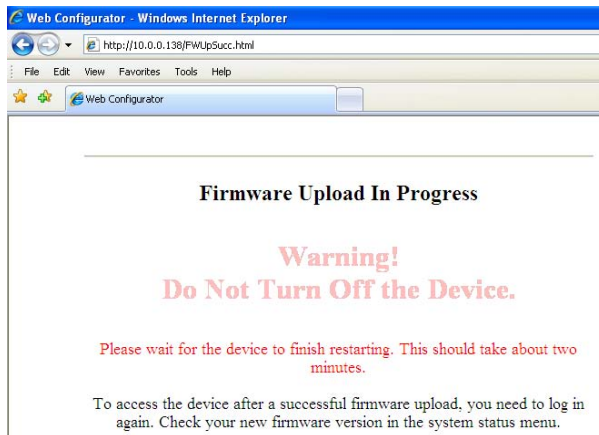 Web Configurator - Windows Internet Explorer
http://10.0.0.138/FWUpSucc.html
File Edit View Favorites Tools Help
Web Configurator
Firmware Upload In Progress
Warning!
Do Not Turn Off the Device.
Please wait for the device to finish restarting. This should take about two
minutes.
To access the device after a successful firmware upload, you need to log in
again. Check your new firmware version in the system status menu.